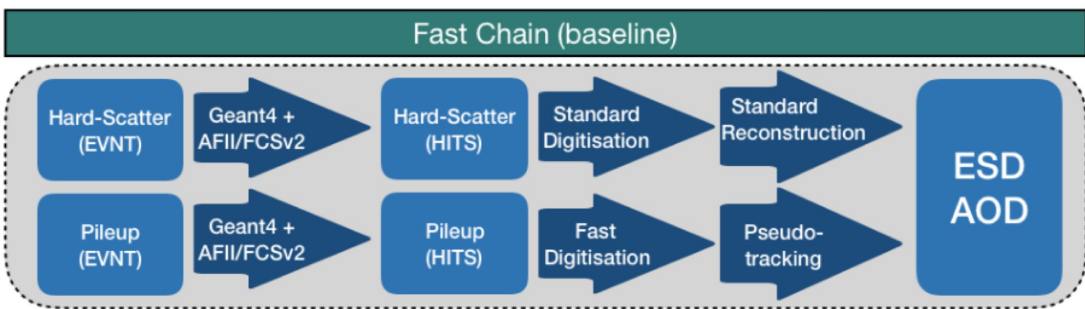 Fast Chain (baseline)
Hard-Scatter
(EVNT)
Geant4 +
AFII/FCSv2
Hard-Scatter
(HITS)
Standard
Digitisation
Standard
Reconstruction
ESD
AOD
Pileup
(EVNT)
Geant4 +
AFII/FCSv2
Pileup
(HITS)
Fast
Digitisation
Pseudo-
tracking